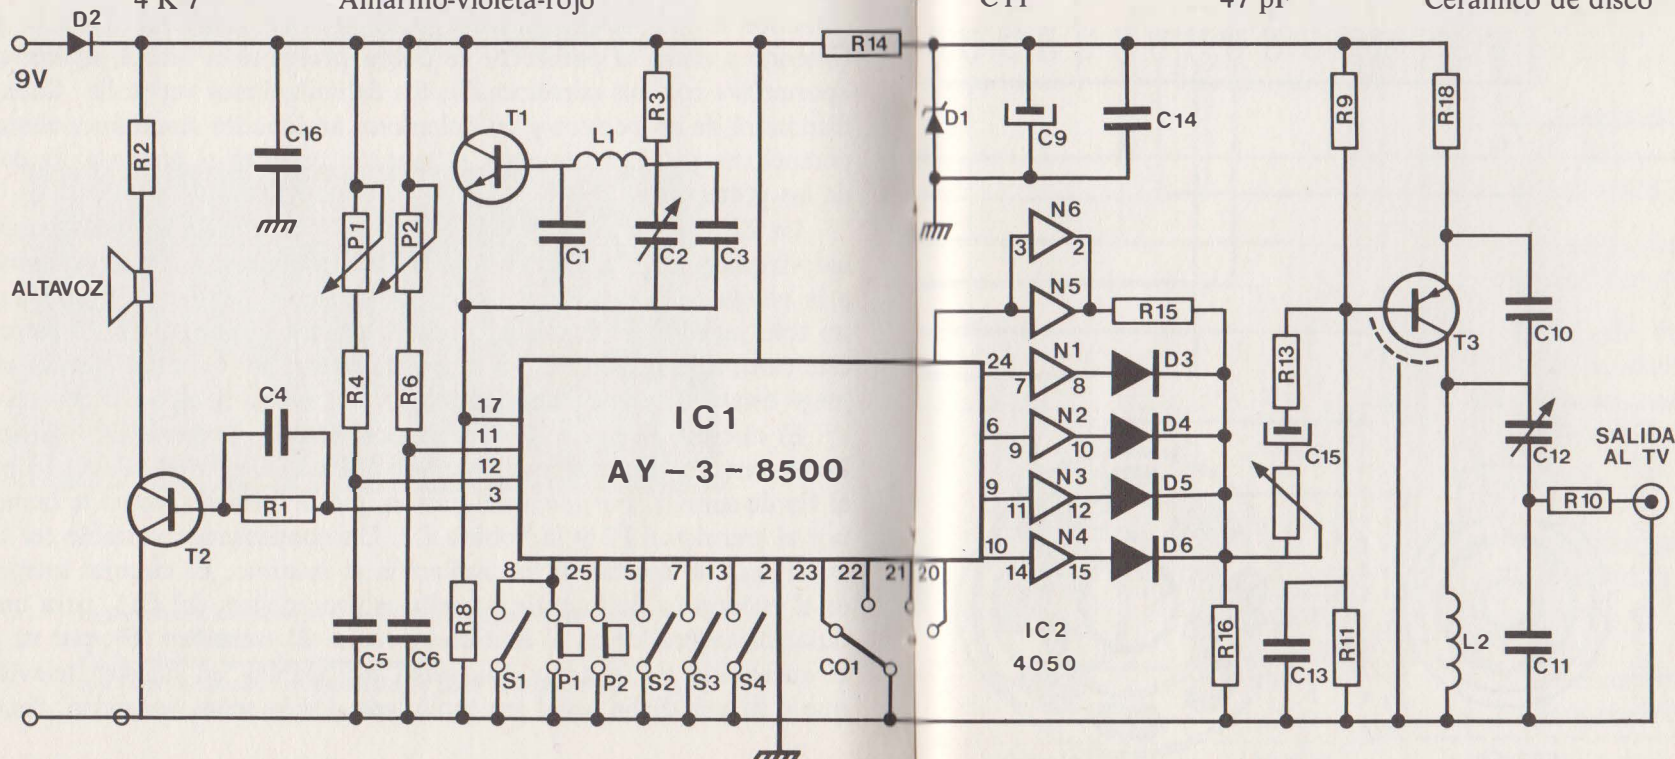 4 K 7 Amarillo-violeta-rojo C11 47 pF Cerámico de disco
D2
9V
R2
ALTAVOZ
T2
C4
R1
C16
P1
P2
R4
R6
C5
C6
R8
T1
L1
R3
C1
C2
C3
R14
D1
C9
C14
IC1
AY-3-8500
17
11
12
3
8
25
5
7
13
2
23
22
21
20
S1
P1
P2
S2
S3
S4
CO1
N6
3
2
N5
R15
24
7
N1
8
D3
6
9
N2
10
D4
9
11
N3
12
D5
10
14
N4
15
D6
IC2
4050
R16
R13
C15
C13
R9
R11
R18
T3
C10
C12
L2
C11
R10
SALIDA
AL TV